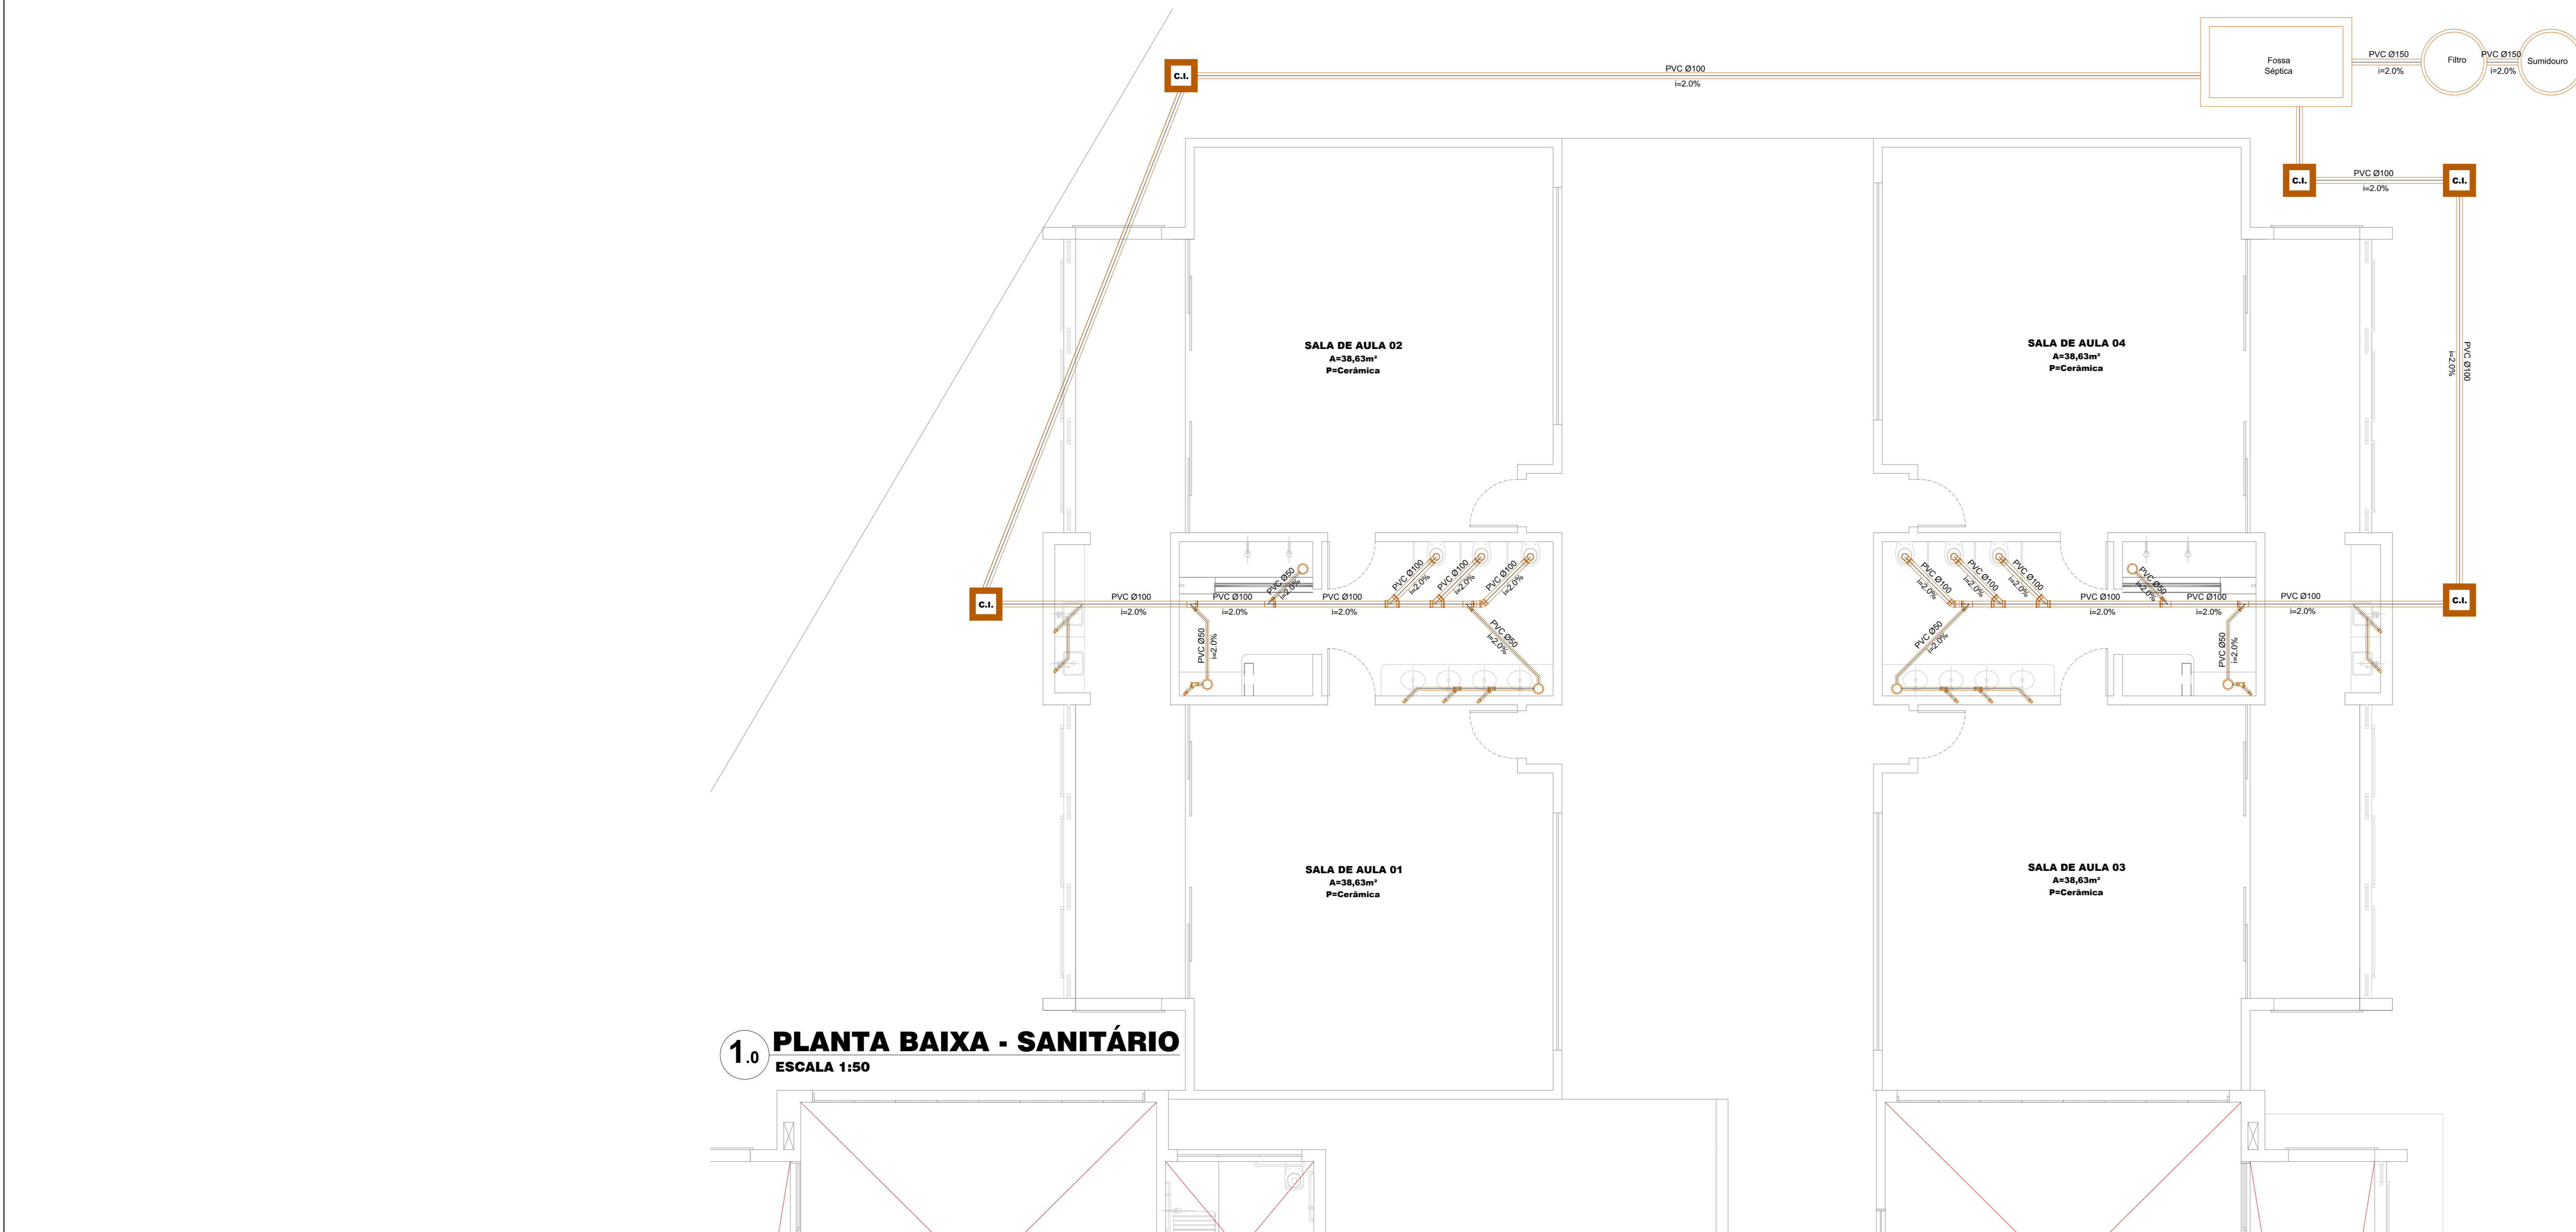 C.I.
PVC Ø100
i=2.0%
Fossa
Séptica
PVC Ø150
i=2.0%
Filtro
PVC Ø150
i=2.0%
Sumidouro
C.I.
PVC Ø100
i=2.0%
C.I.
PVC Ø100
i=2.0%
SALA DE AULA 02
A=38,63m²
P=Cerâmica
SALA DE AULA 04
A=38,63m²
P=Cerâmica
C.I.
PVC Ø100
i=2.0%
PVC Ø100
i=2.0%
PVC Ø50
i=2.0%
PVC Ø100
i=2.0%
PVC Ø100
i=2.0%
PVC Ø100
i=2.0%
PVC Ø100
i=2.0%
PVC Ø50
i=2.0%
PVC Ø50
i=2.0%
PVC Ø100
i=2.0%
PVC Ø100
i=2.0%
PVC Ø100
i=2.0%
PVC Ø100
i=2.0%
PVC Ø50
i=2.0%
PVC Ø100
i=2.0%
PVC Ø100
i=2.0%
C.I.
PVC Ø50
i=2.0%
PVC Ø50
i=2.0%
SALA DE AULA 01
A=38,63m²
P=Cerâmica
SALA DE AULA 03
A=38,63m²
P=Cerâmica
1.0
PLANTA BAIXA - SANITÁRIO
ESCALA 1:50